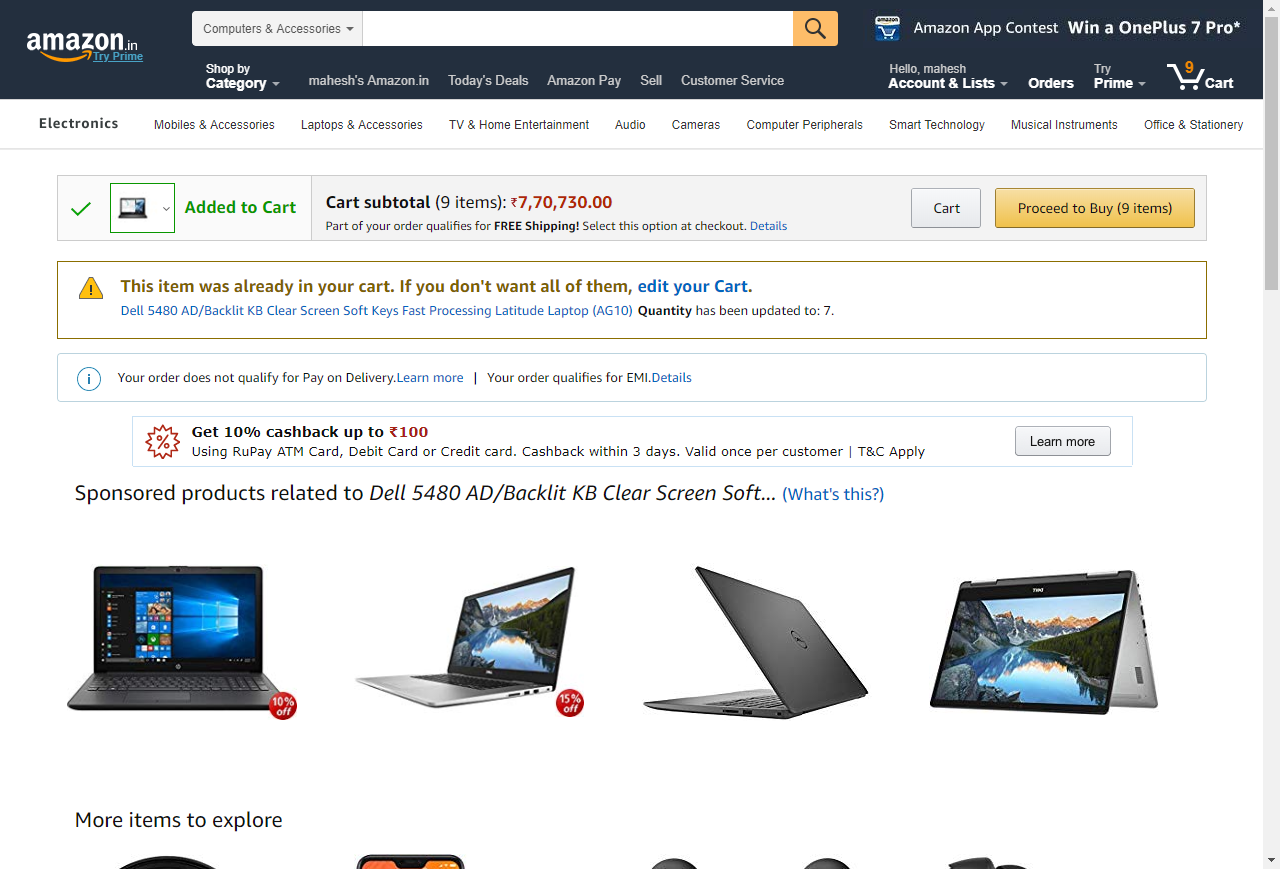 amazon.in
Try Prime
Computers & Accessories
amazon
Amazon App Contest Win a OnePlus 7 Pro*
Shop by
Category
mahesh's Amazon.in Today's Deals Amazon Pay Sell Customer Service
Hello, mahesh
Account & Lists
Orders
Try
Prime
9
Cart
Electronics Mobiles & Accessories Laptops & Accessories TV & Home Entertainment Audio Cameras Computer Peripherals Smart Technology Musical Instruments Office & Stationery
Added to Cart
Cart subtotal (9 items): ₹7,70,730.00
Part of your order qualifies for FREE Shipping! Select this option at checkout. Details
Cart
Proceed to Buy (9 items)
This item was already in your cart. If you don't want all of them, edit your Cart.
Dell 5480 AD/Backlit KB Clear Screen Soft Keys Fast Processing Latitude Laptop (AG10) Quantity has been updated to: 7.
Your order does not qualify for Pay on Delivery.Learn more | Your order qualifies for EMI.Details
Get 10% cashback up to ₹100
Using RuPay ATM Card, Debit Card or Credit card. Cashback within 3 days. Valid once per customer | T&C Apply
Learn more
Sponsored products related to Dell 5480 AD/Backlit KB Clear Screen Soft... (What's this?)
10%
off
15%
off
More items to explore